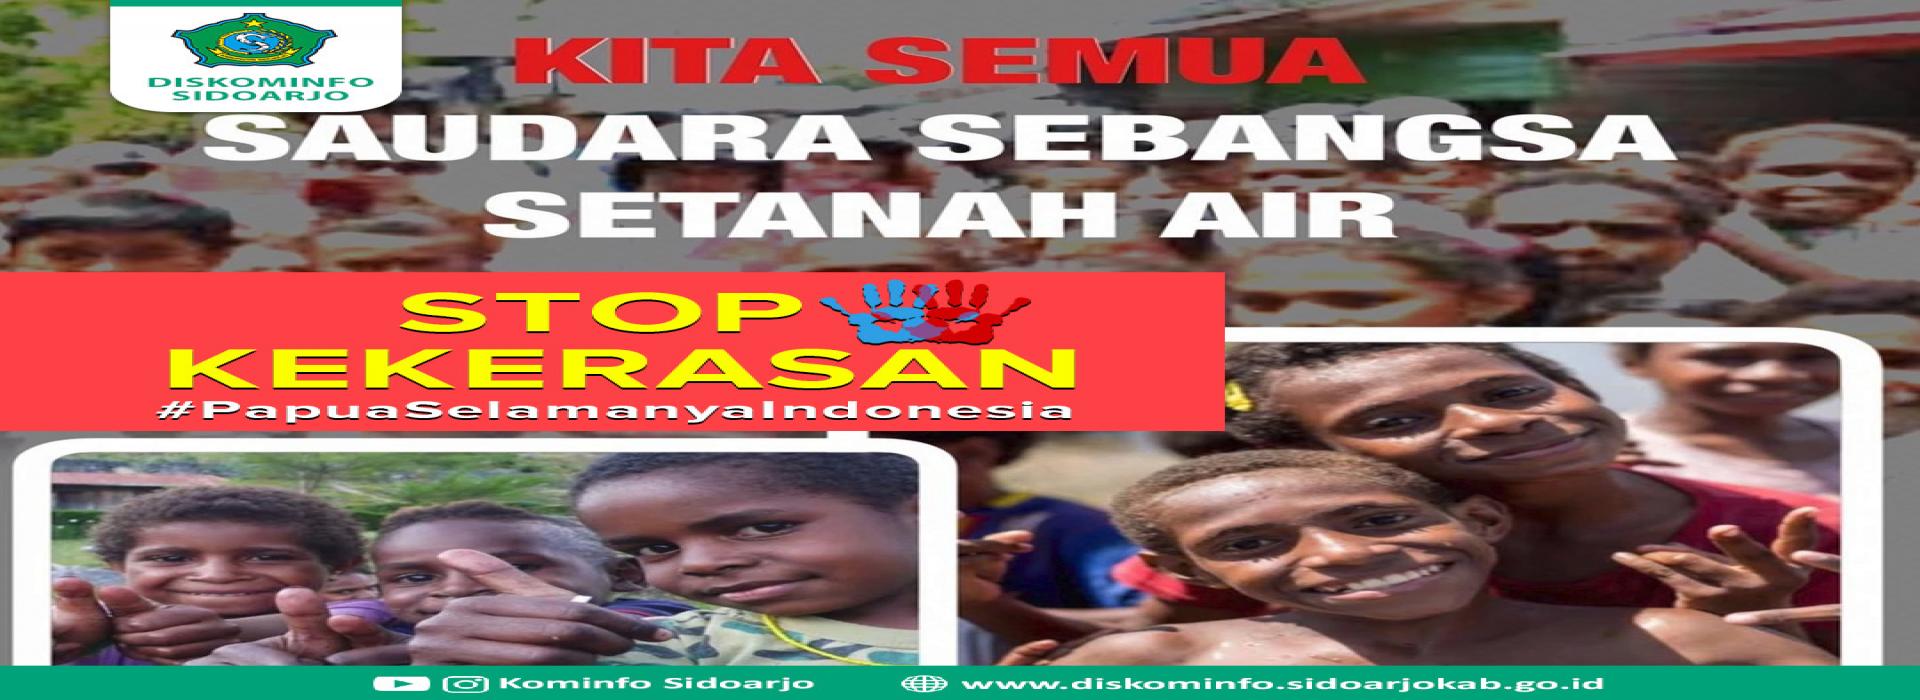 DISKOMINFO
SIDOARJO
KITA SEMUA
SAUDARA SEBANGSA
SETANAH AIR
STOP
KEKERASAN
#PapuaSelamanyaIndonesia
Kominfo Sidoarjo
www.diskominfo.sidoarjokab.go.id